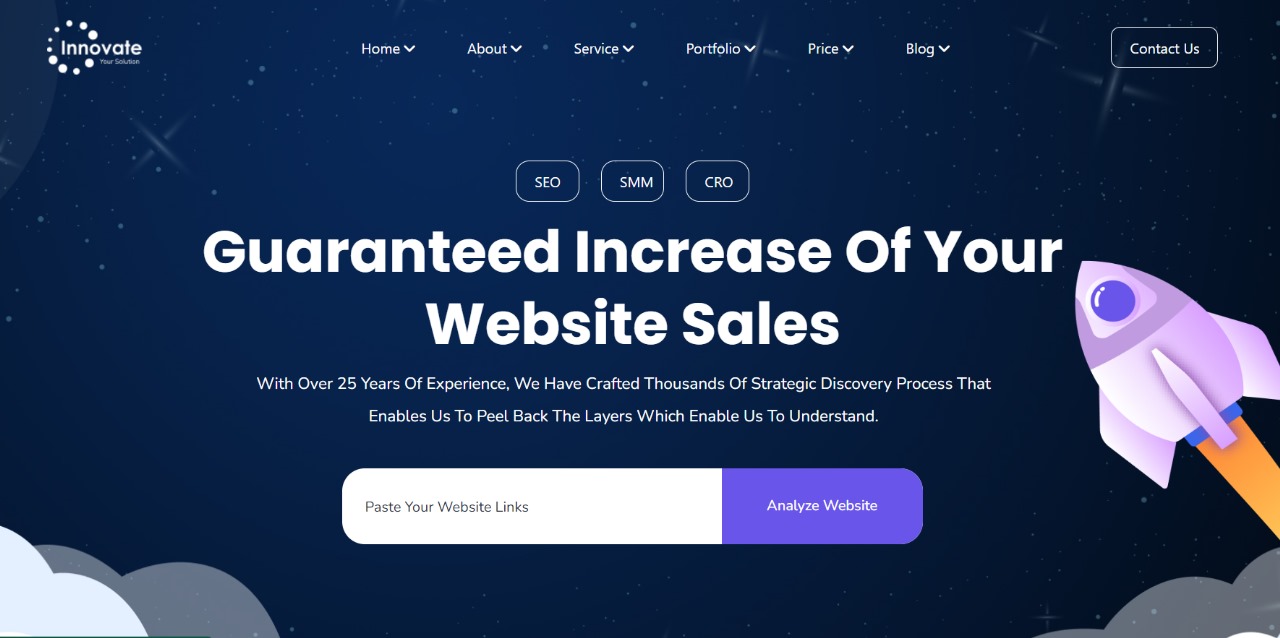 Innovate
Your Solution
Home
About
Service
Portfolio
Price
Blog
Contact Us
SEO
SMM
CRO
Guaranteed Increase Of Your
Website Sales
With Over 25 Years Of Experience, We Have Crafted Thousands Of Strategic Discovery Process That
Enables Us To Peel Back The Layers Which Enable Us To Understand.
Paste Your Website Links
Analyze Website